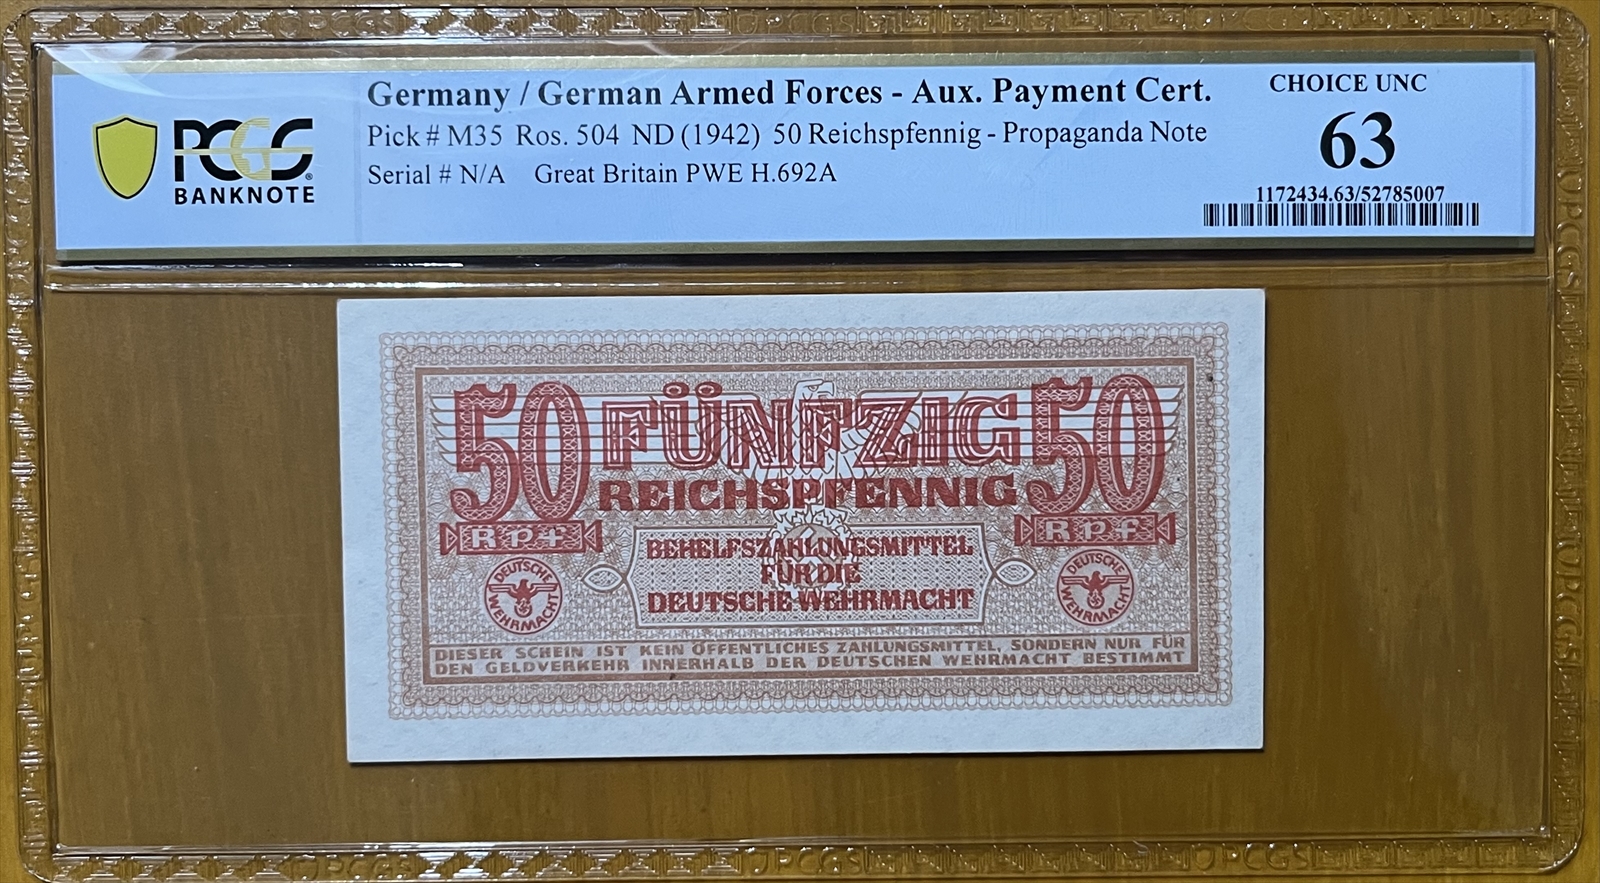 Germany / German Armed Forces - Aux. Payment Cert.
Pick # M35 Ros. 504 ND (1942) 50 Reichspfennig - Propaganda Note
Serial # N/A Great Britain PWE H.692A
CHOICE UNC
63
1172434.63/52785007
PCGS®
BANKNOTE
50 FÜNFZIG 50
REICHSPFENNIG
Rpf Rpf
BEHELFSZAHLUNGSMITTEL
FÜR DIE
DEUTSCHE WEHRMACHT
DEUTSCHE WEHRMACHT
DEUTSCHE WEHRMACHT
DIESER SCHEIN IST KEIN ÖFFENTLICHES ZAHLUNGSMITTEL, SONDERN NUR FÜR
DEN GELDVERKEHR INNERHALB DER DEUTSCHEN WEHRMACHT BESTIMMT